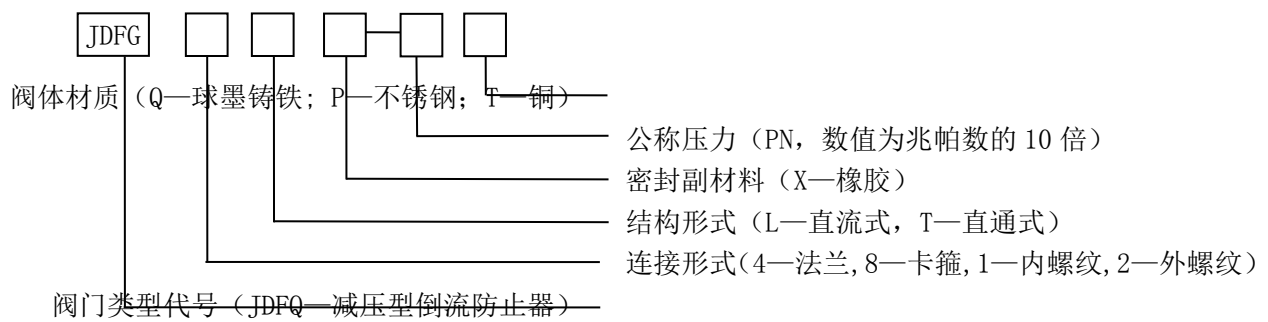 JDFG
阀体材质（Q—球墨铸铁; P—不锈钢；T—铜）
公称压力（PN，数值为兆帕数的 10 倍）
密封副材料（X—橡胶）
结构形式（L—直流式，T—直通式）
连接形式(4—法兰,8—卡箍,1—内螺纹,2—外螺纹）
阀门类型代号（JDFQ—减压型倒流防止器）